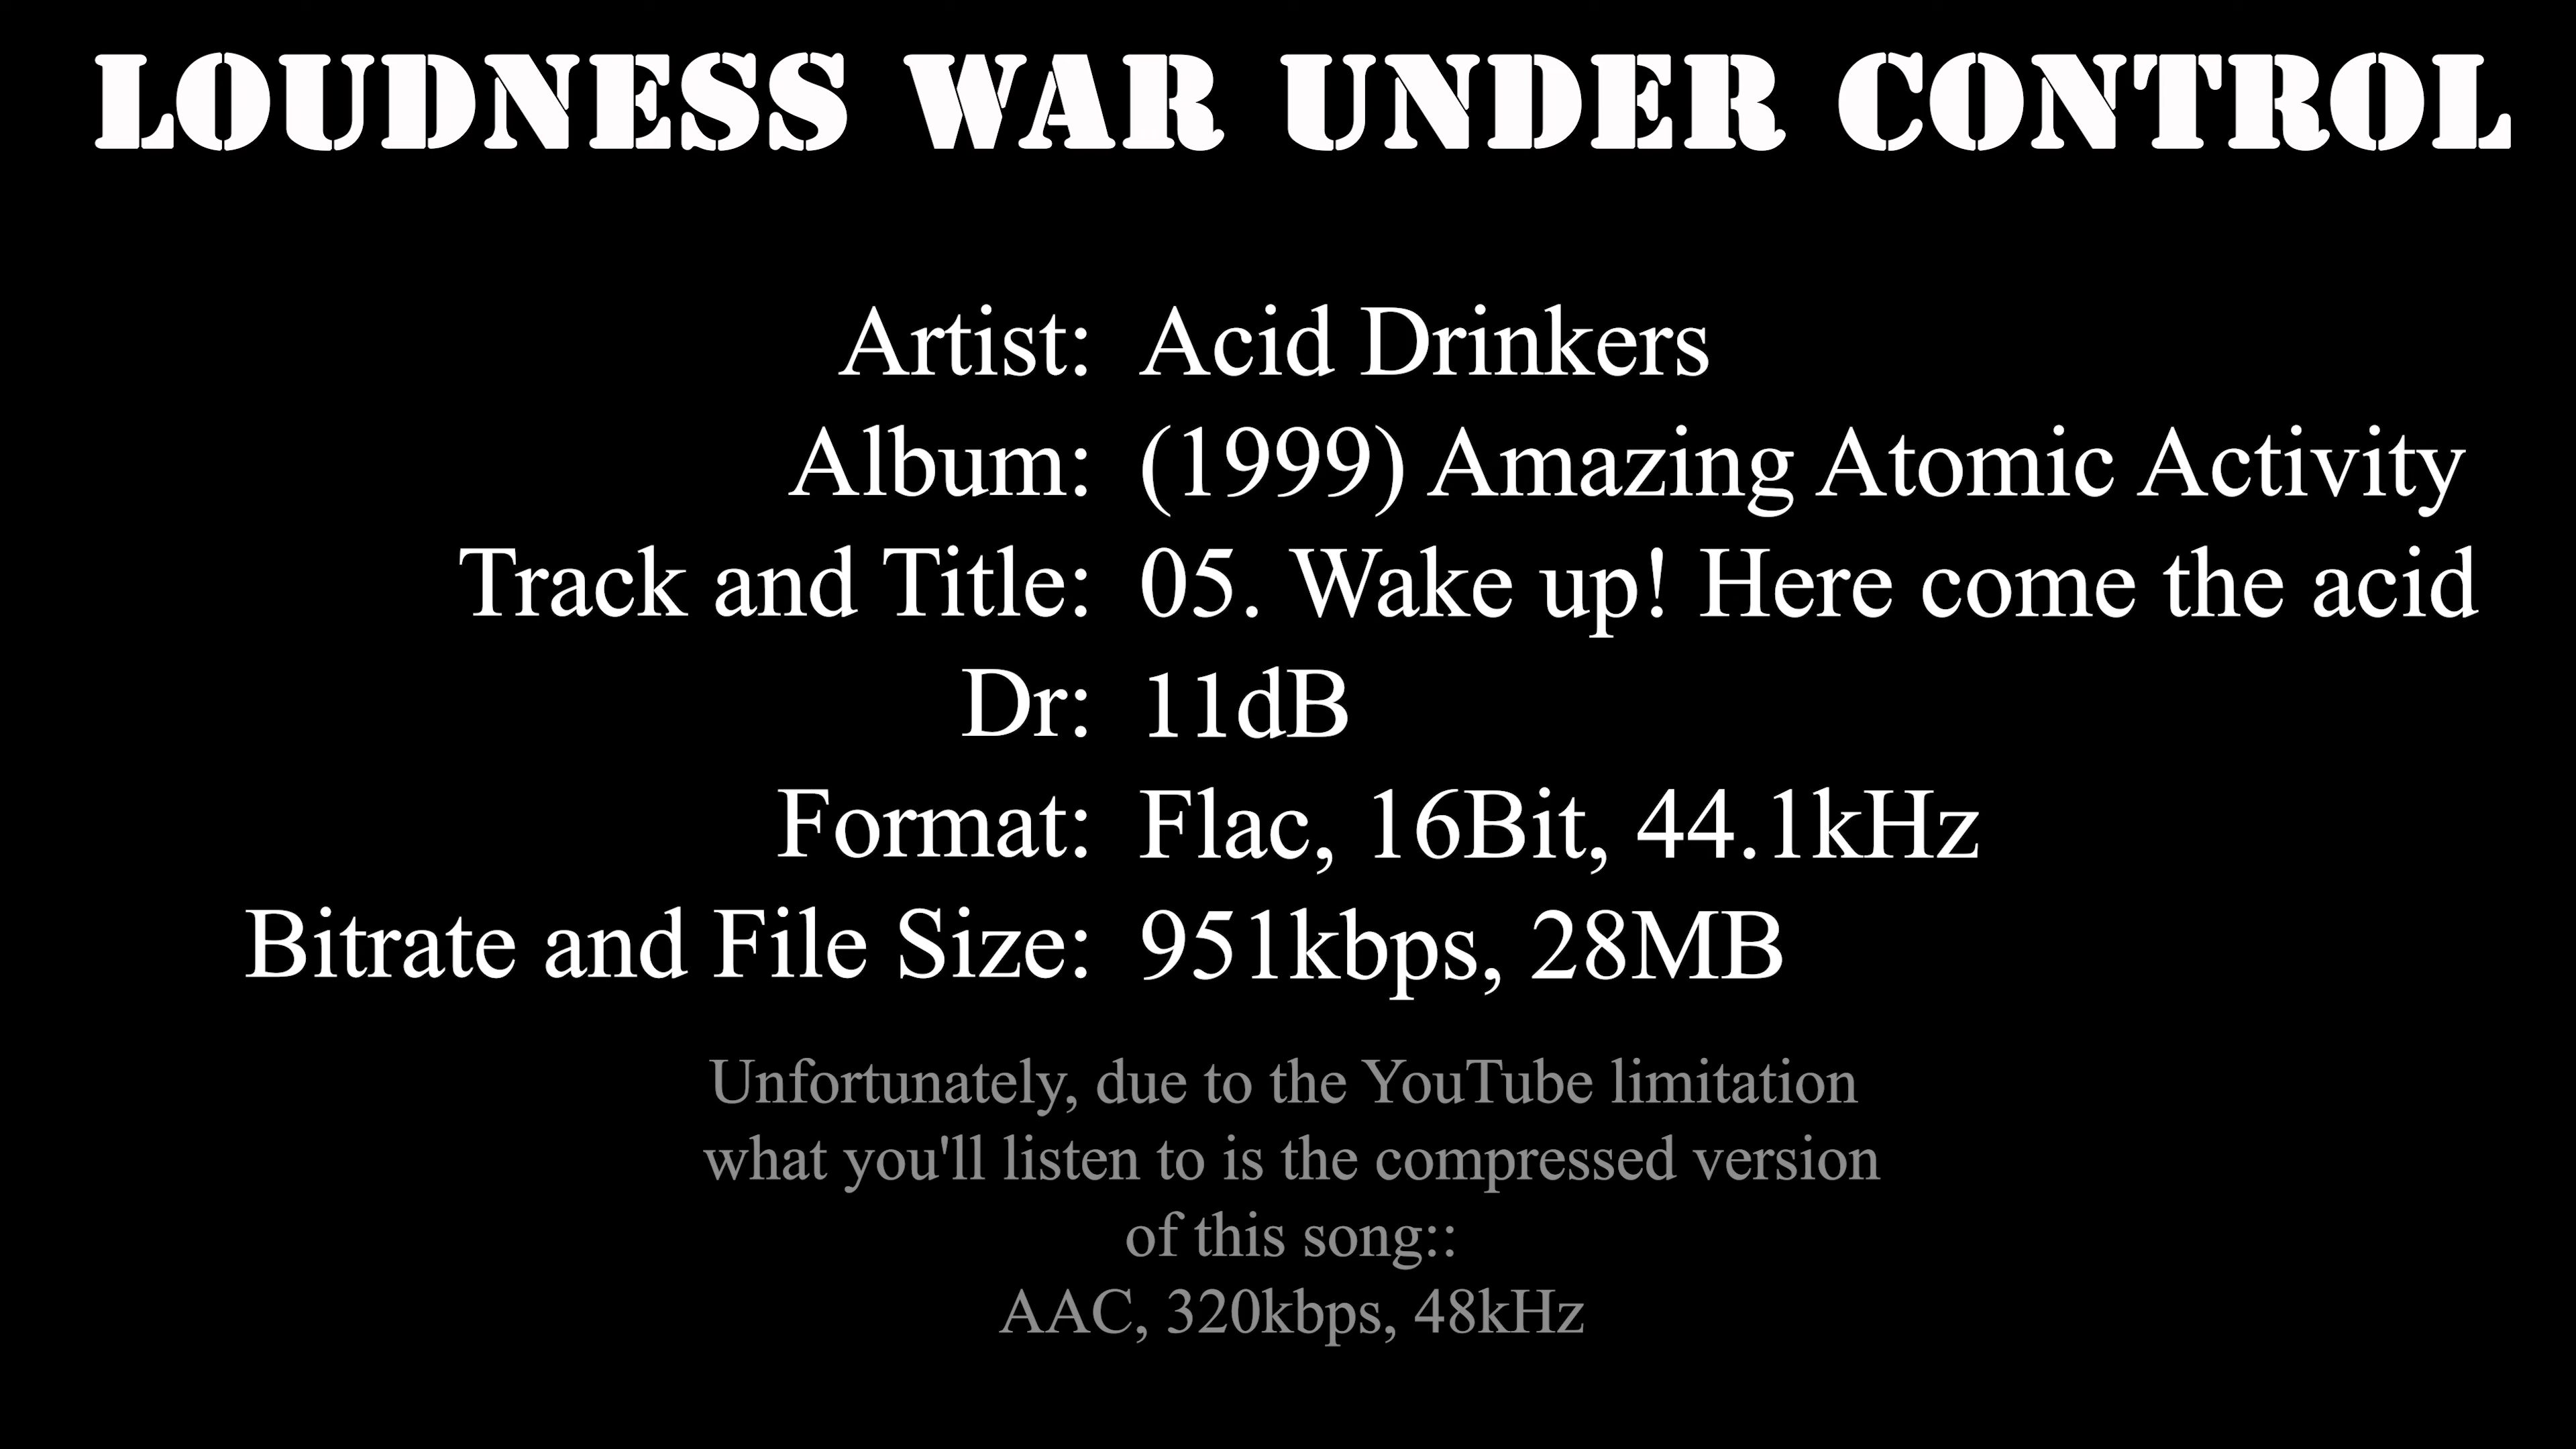 LOUDNESS WAR UNDER CONTROL
Artist: Acid Drinkers
Album: (1999) Amazing Atomic Activity
Track and Title: 05. Wake up! Here come the acid
Dr: 11dB
Format: Flac, 16Bit, 44.1kHz
Bitrate and File Size: 951kbps, 28MB
Unfortunately, due to the YouTube limitation
what you'll listen to is the compressed version
of this song::
AAC, 320kbps, 48kHz